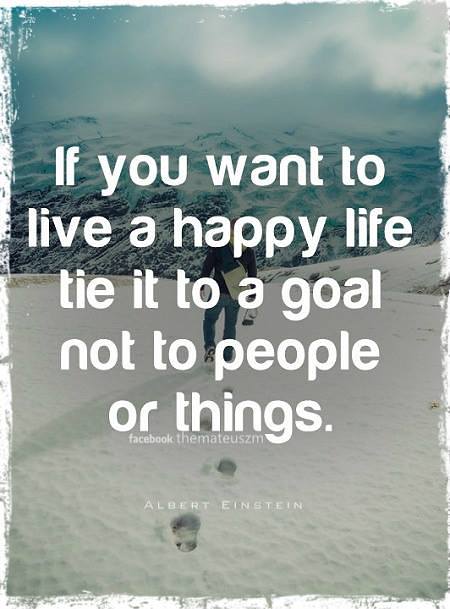 If you want to
live a happy life
tie it to a goal
not to people
or things.
facebook themateuszm
ALBERT EINSTEIN